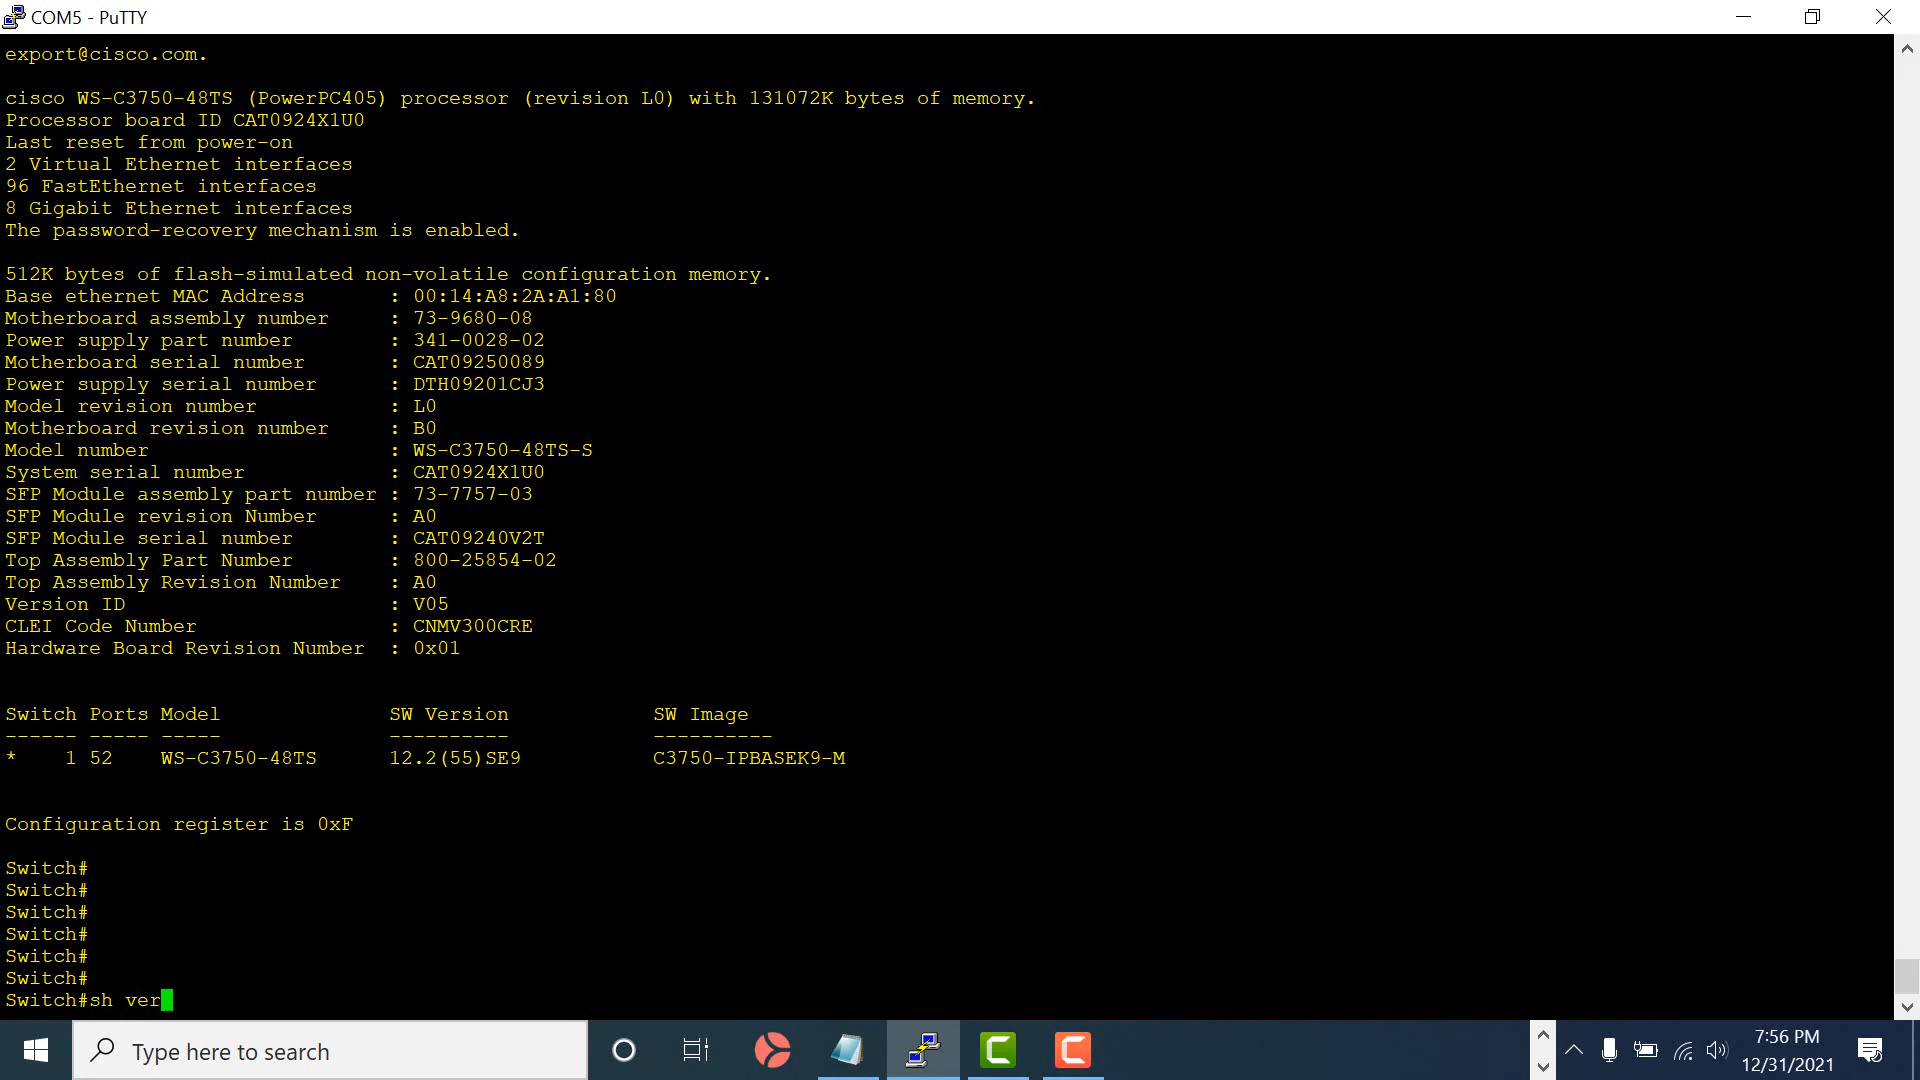 COM5 - PuTTY
export@cisco.com.
cisco WS-C3750-48TS (PowerPC405) processor (revision L0) with 131072K bytes of memory.
Processor board ID CAT0924X1U0
Last reset from power-on
2 Virtual Ethernet interfaces
96 FastEthernet interfaces
8 Gigabit Ethernet interfaces
The password-recovery mechanism is enabled.
512K bytes of flash-simulated non-volatile configuration memory.
Base ethernet MAC Address       : 00:14:A8:2A:A1:80
Motherboard assembly number     : 73-9680-08
Power supply part number        : 341-0028-02
Motherboard serial number       : CAT09250089
Power supply serial number      : DTH09201CJ3
Model revision number           : L0
Motherboard revision number     : B0
Model number                    : WS-C3750-48TS-S
System serial number            : CAT0924X1U0
SFP Module assembly part number : 73-7757-03
SFP Module revision Number      : A0
SFP Module serial number        : CAT09240V2T
Top Assembly Part Number        : 800-25854-02
Top Assembly Revision Number    : A0
Version ID                      : V05
CLEI Code Number                : CNMV300CRE
Hardware Board Revision Number  : 0x01
Switch Ports Model              SW Version            SW Image
------ ----- -----              ----------            ----------
*    1 52    WS-C3750-48TS      12.2(55)SE9           C3750-IPBASEK9-M
Configuration register is 0xF
Switch#
Switch#
Switch#
Switch#
Switch#
Switch#
Switch#sh ver
Type here to search
7:56 PM
12/31/2021